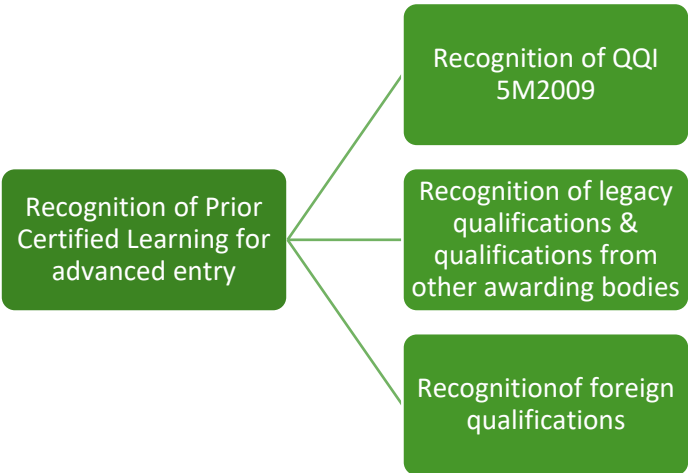 Recognition of Prior
Certified Learning for
advanced entry
Recognition of QQI
5M2009
Recognition of legacy
qualifications &
qualifications from
other awarding bodies
Recognitionof foreign
qualifications